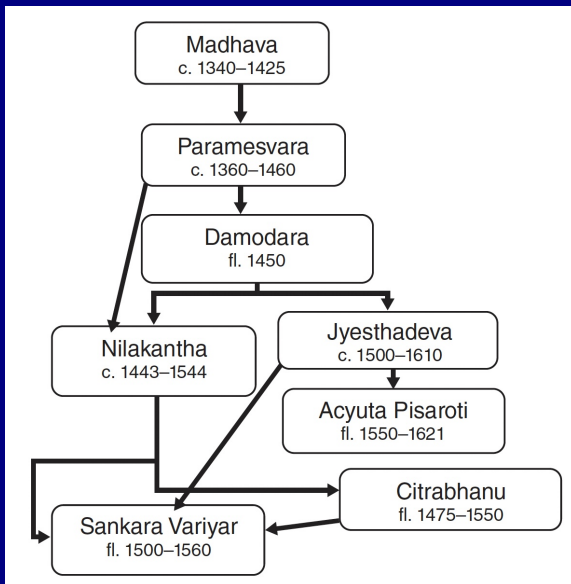 Madhava
c. 1340–1425
Paramesvara
c. 1360–1460
Damodara
fl. 1450
Nilakantha
c. 1443–1544
Jyesthadeva
c. 1500–1610
Acyuta Pisaroti
fl. 1550–1621
Citrabhanu
fl. 1475–1550
Sankara Variyar
fl. 1500–1560